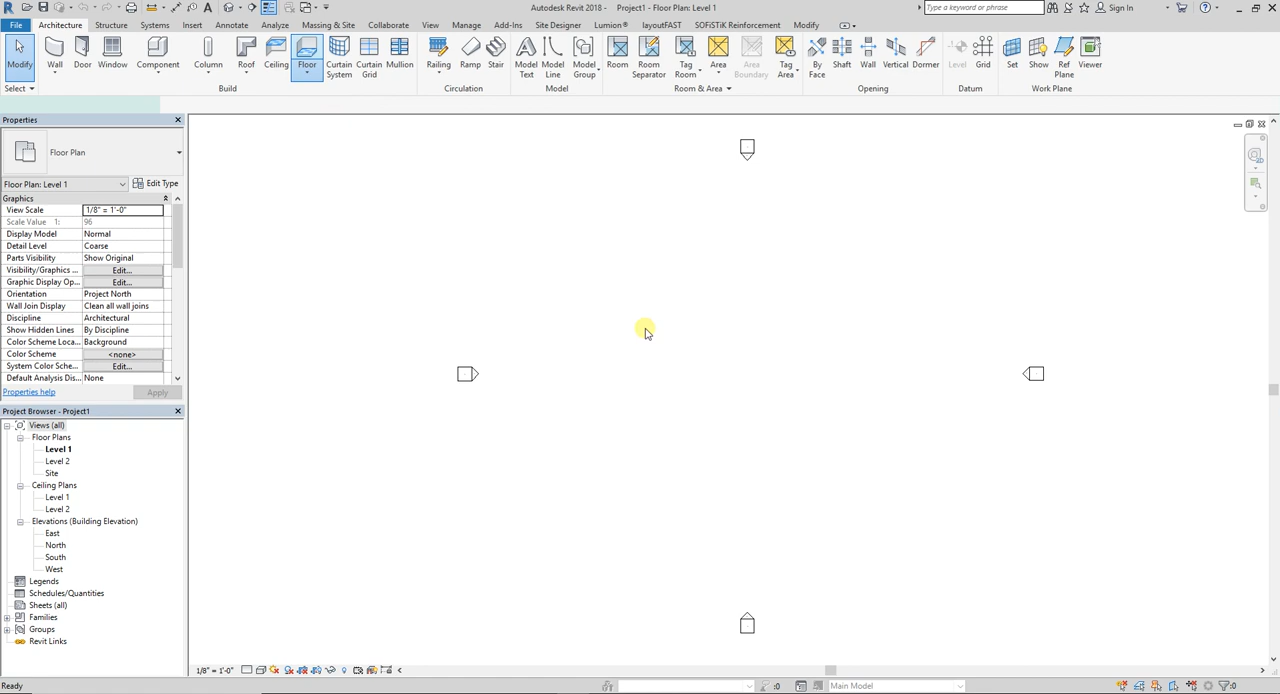 Autodesk Revit 2018 - Project1 - Floor Plan: Level 1
Type a keyword or phrase
Sign In
File Architecture Structure Systems Insert Annotate Analyze Massing & Site Collaborate View Manage Add-Ins Site Designer Lumion® layoutFAST SOFiSTiK Reinforcement Modify
Modify Wall Door Window Component Column Roof Ceiling Floor Curtain System Curtain Grid Mullion Railing Ramp Stair Model Text Model Line Model Group Room Room Separator Tag Room Area Area Boundary Tag Area By Face Shaft Wall Vertical Dormer Level Grid Set Show Ref Plane Viewer
Select Build Circulation Model Room & Area Opening Datum Work Plane
Properties
Floor Plan
Floor Plan: Level 1 Edit Type
Graphics
View Scale 1/8" = 1'-0"
Scale Value 1: 96
Display Model Normal
Detail Level Coarse
Parts Visibility Show Original
Visibility/Graphics ... Edit...
Graphic Display Op... Edit...
Orientation Project North
Wall Join Display Clean all wall joins
Discipline Architectural
Show Hidden Lines By Discipline
Color Scheme Loca... Background
Color Scheme <none>
System Color Sche... Edit...
Default Analysis Dis... None
Properties help Apply
Project Browser - Project1
Views (all)
Floor Plans
Level 1
Level 2
Site
Ceiling Plans
Level 1
Level 2
Elevations (Building Elevation)
East
North
South
West
Legends
Schedules/Quantities
Sheets (all)
Families
Groups
Revit Links
1/8" = 1'-0"
Ready :0 Main Model :0